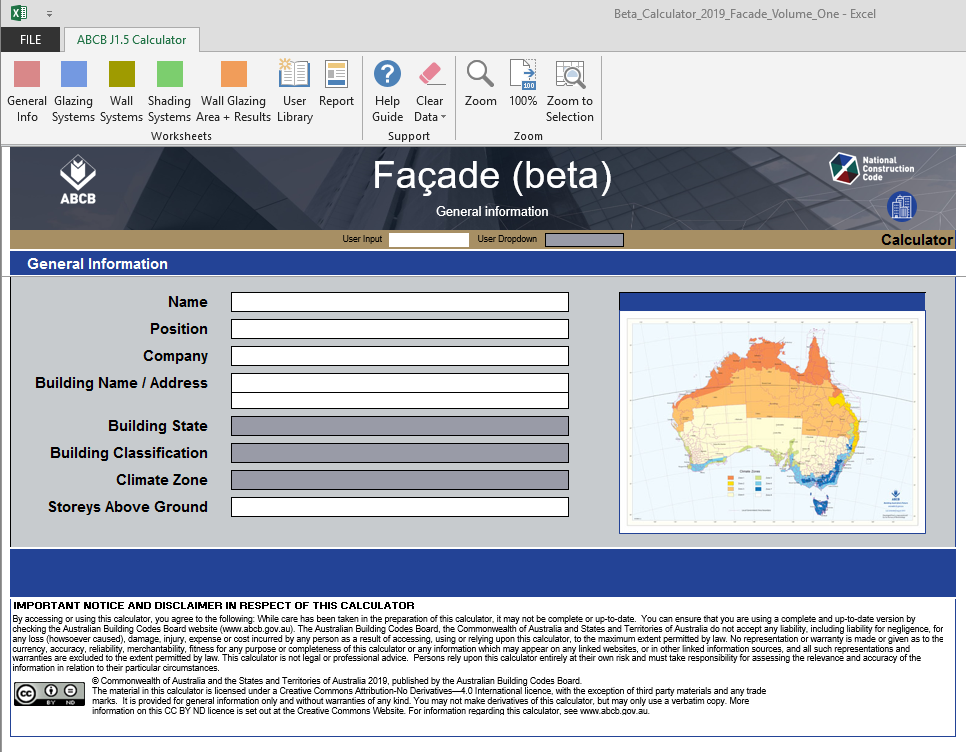 Beta_Calculator_2019_Facade_Volume_One - Excel
FILE
ABCB J1.5 Calculator
General Info
Glazing Systems
Wall Systems
Shading Systems
Wall Glazing Area + Results
User Library
Report
Help Guide
Clear Data
Zoom
100%
Zoom to Selection
Worksheets
Support
Zoom
ABCB
Façade (beta)
General information
National
Construction
Code
User Input
User Dropdown
Calculator
General Information
Name
Position
Company
Building Name / Address
Building State
Building Classification
Climate Zone
Storeys Above Ground
Climate Zones
IMPORTANT NOTICE AND DISCLAIMER IN RESPECT OF THIS CALCULATOR
By accessing or using this calculator, you agree to the following: While care has been taken in the preparation of this calculator, it may not be complete or up-to-date. You can ensure that you are using a complete and up-to-date version by
checking the Australian Building Codes Board website (www.abcb.gov.au). The Australian Building Codes Board, the Commonwealth of Australia and States and Territories of Australia do not accept any liability, including liability for negligence, for
any loss (howsoever caused), damage, injury, expense or cost incurred by any person as a result of accessing, using or relying upon this calculator, to the maximum extent permitted by law. No representation or warranty is made or given as to the
currency, accuracy, reliability, merchantability, fitness for any purpose or completeness of this calculator or any information which may appear on any linked websites, or in other linked information sources, and all such representations and
warranties are excluded to the extent permitted by law. This calculator is not legal or professional advice. Persons rely upon this calculator entirely at their own risk and must take responsibility for assessing the relevance and accuracy of the
information in relation to their particular circumstances.
© Commonwealth of Australia and the States and Territories of Australia 2019, published by the Australian Building Codes Board.
The material in this calculator is licensed under a Creative Commons Attribution-No Derivatives—4.0 International licence, with the exception of third party materials and any trade
marks. It is provided for general information only and without warranties of any kind. You may not make derivatives of this calculator, but may only use a verbatim copy. More
information on this CC BY ND licence is set out at the Creative Commons Website. For information regarding this calculator, see www.abcb.gov.au.
CC BY ND